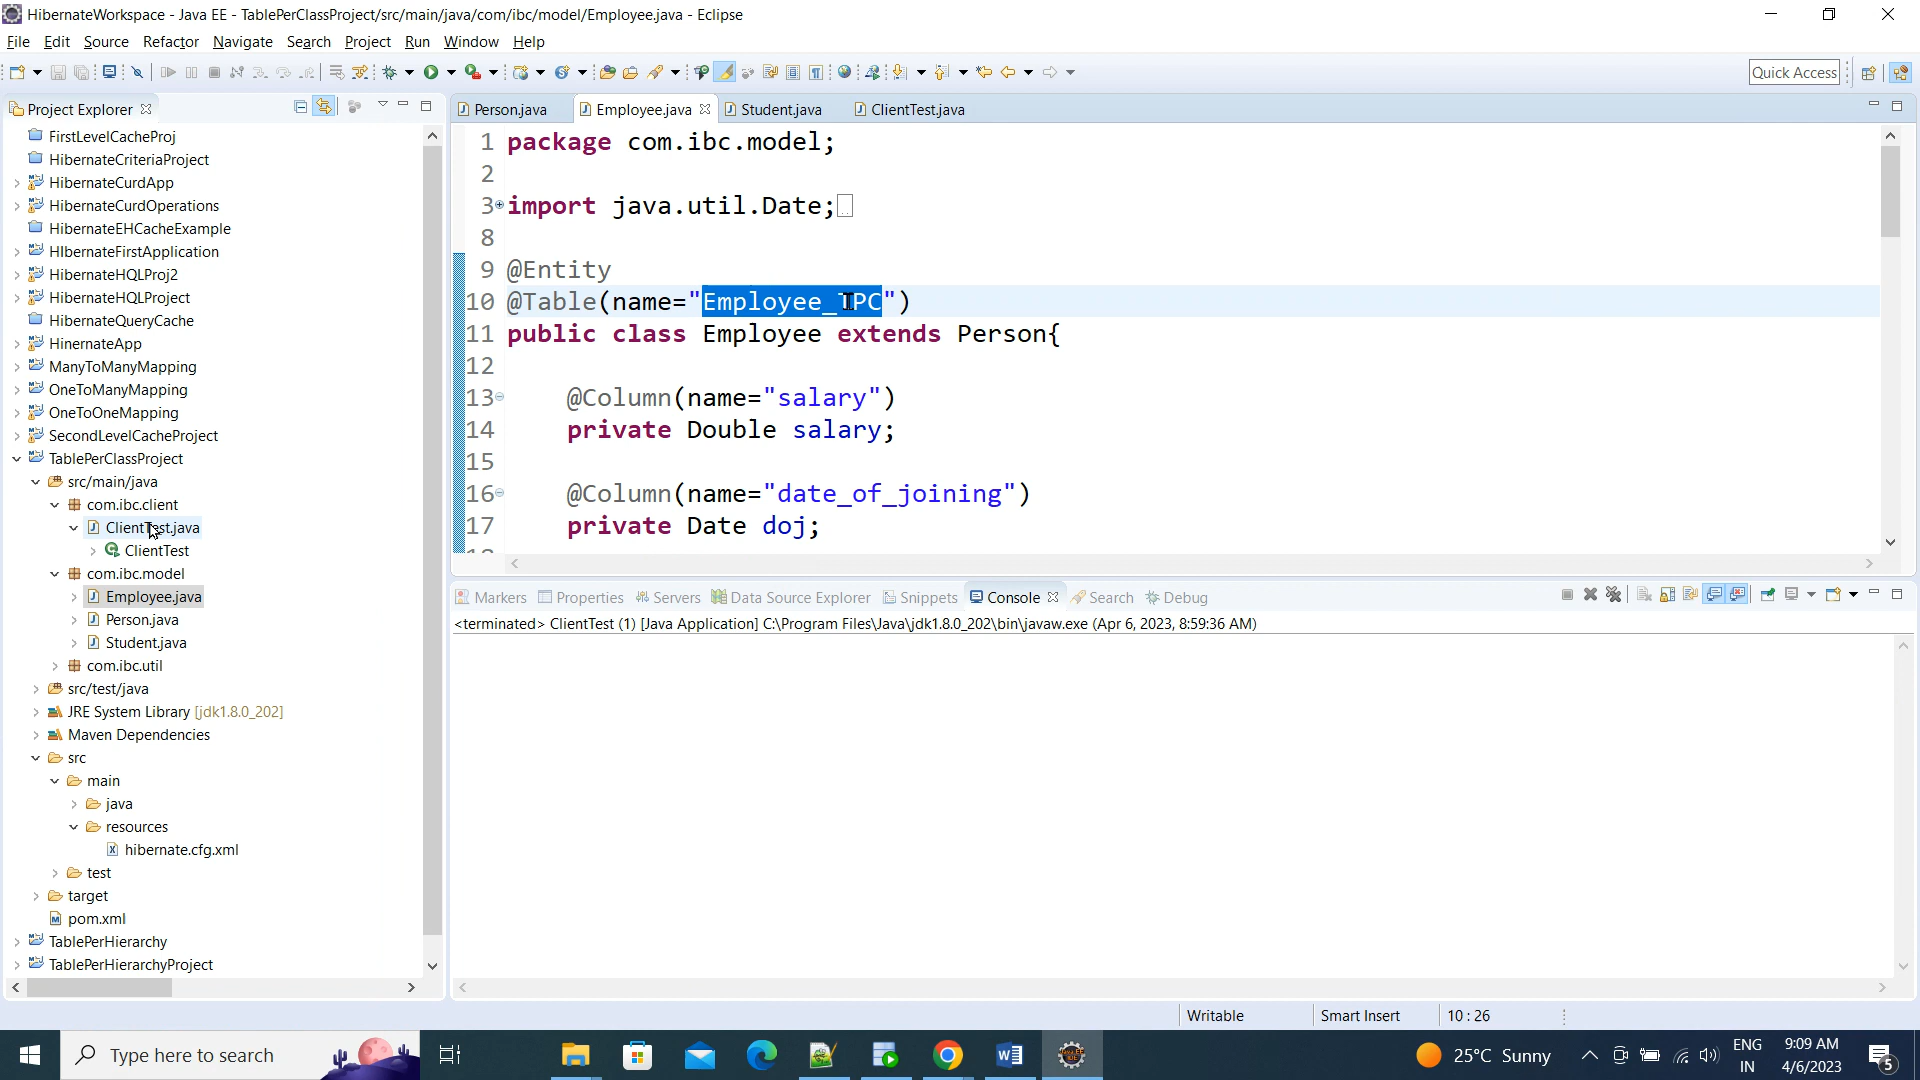 HibernateWorkspace - Java EE - TablePerClassProject/src/main/java/com/ibc/model/Employee.java - Eclipse
File Edit Source Refactor Navigate Search Project Run Window Help
Quick Access
Project Explorer
FirstLevelCacheProj
HibernateCriteriaProject
HibernateCurdApp
HibernateCurdOperations
HibernateEHCacheExample
HIbernateFirstApplication
HibernateHQLProj2
HibernateHQLProject
HibernateQueryCache
HinernateApp
ManyToManyMapping
OneToManyMapping
OneToOneMapping
SecondLevelCacheProject
TablePerClassProject
src/main/java
com.ibc.client
ClientTest.java
ClientTest
com.ibc.model
Employee.java
Person.java
Student.java
com.ibc.util
src/test/java
JRE System Library [jdk1.8.0_202]
Maven Dependencies
src
main
java
resources
hibernate.cfg.xml
test
target
pom.xml
TablePerHierarchy
TablePerHierarchyProject
Person.java Employee.java Student.java ClientTest.java
1 package com.ibc.model;
2
3 import java.util.Date;
8
9 @Entity
10 @Table(name="Employee_TPC")
11 public class Employee extends Person{
12
13 @Column(name="salary")
14 private Double salary;
15
16 @Column(name="date_of_joining")
17 private Date doj;
Markers Properties Servers Data Source Explorer Snippets Console Search Debug
<terminated> ClientTest (1) [Java Application] C:\Program Files\Java\jdk1.8.0_202\bin\javaw.exe (Apr 6, 2023, 8:59:36 AM)
Writable Smart Insert 10 : 26
Type here to search
25°C Sunny
ENG
IN
9:09 AM
4/6/2023
5